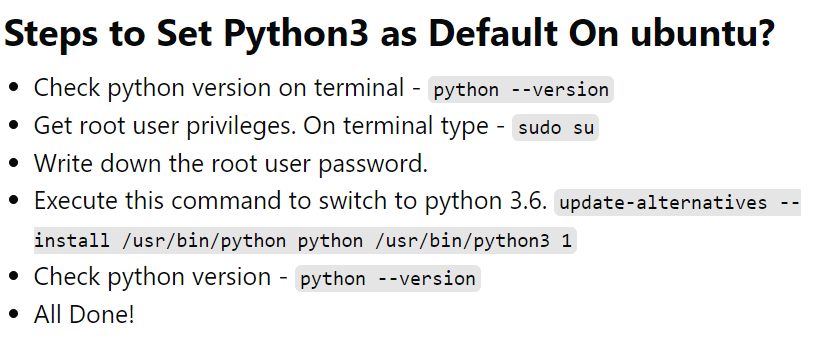 Steps to Set Python3 as Default On ubuntu?
• Check python version on terminal - python --version
• Get root user privileges. On terminal type - sudo su
• Write down the root user password.
• Execute this command to switch to python 3.6. update-alternatives --
install /usr/bin/python python /usr/bin/python3 1
• Check python version - python --version
• All Done!